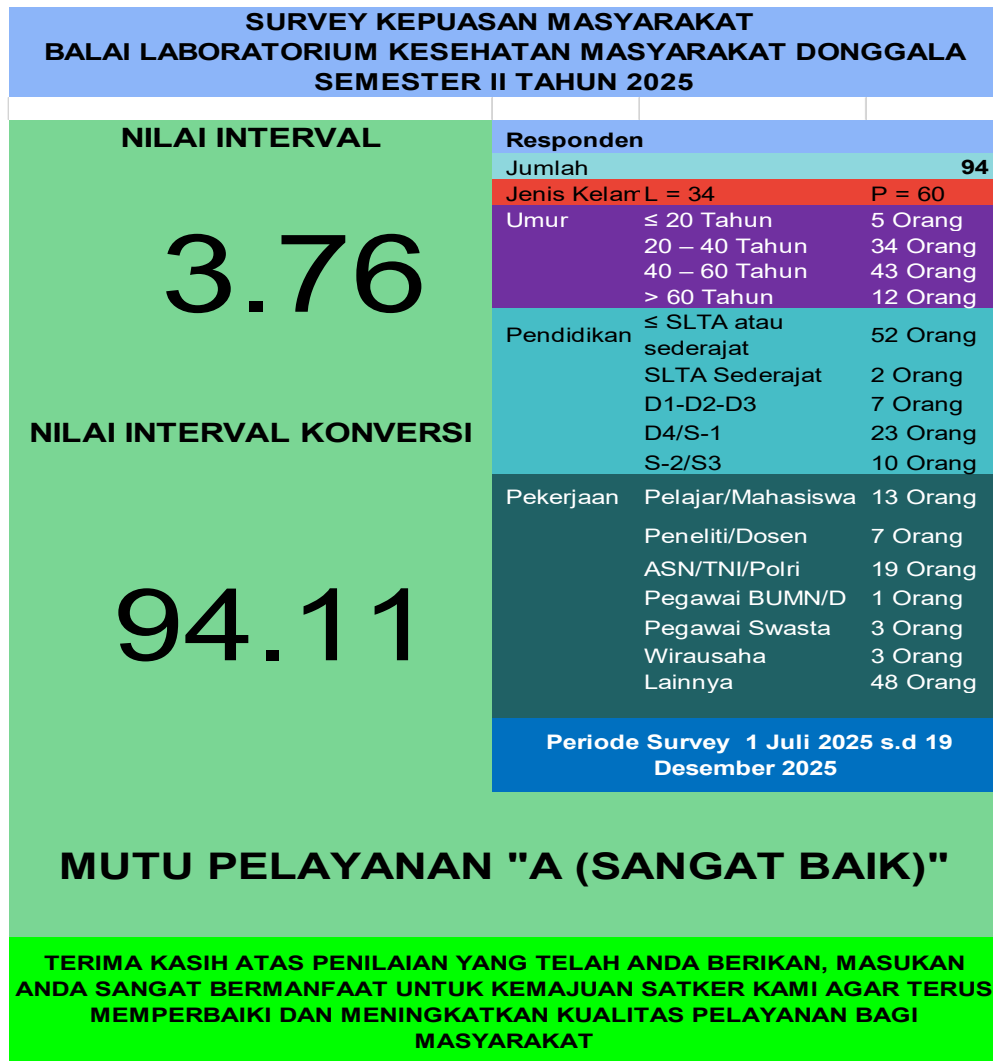 SURVEY KEPUASAN MASYARAKAT
BALAI LABORATORIUM KESEHATAN MASYARAKAT DONGGALA
SEMESTER II TAHUN 2025
NILAI INTERVAL
3.76
NILAI INTERVAL KONVERSI
94.11
Responden
Jumlah 94
Jenis Kelam L = 34 P = 60
Umur ≤ 20 Tahun 5 Orang
20 – 40 Tahun 34 Orang
40 – 60 Tahun 43 Orang
> 60 Tahun 12 Orang
Pendidikan ≤ SLTA atau
sederajat 52 Orang
SLTA Sederajat 2 Orang
D1-D2-D3 7 Orang
D4/S-1 23 Orang
S-2/S3 10 Orang
Pekerjaan Pelajar/Mahasiswa 13 Orang
Peneliti/Dosen 7 Orang
ASN/TNI/Polri 19 Orang
Pegawai BUMN/D 1 Orang
Pegawai Swasta 3 Orang
Wirausaha 3 Orang
Lainnya 48 Orang
Periode Survey 1 Juli 2025 s.d 19
Desember 2025
MUTU PELAYANAN "A (SANGAT BAIK)"
TERIMA KASIH ATAS PENILAIAN YANG TELAH ANDA BERIKAN, MASUKAN
ANDA SANGAT BERMANFAAT UNTUK KEMAJUAN SATKER KAMI AGAR TERUS
MEMPERBAIKI DAN MENINGKATKAN KUALITAS PELAYANAN BAGI
MASYARAKAT